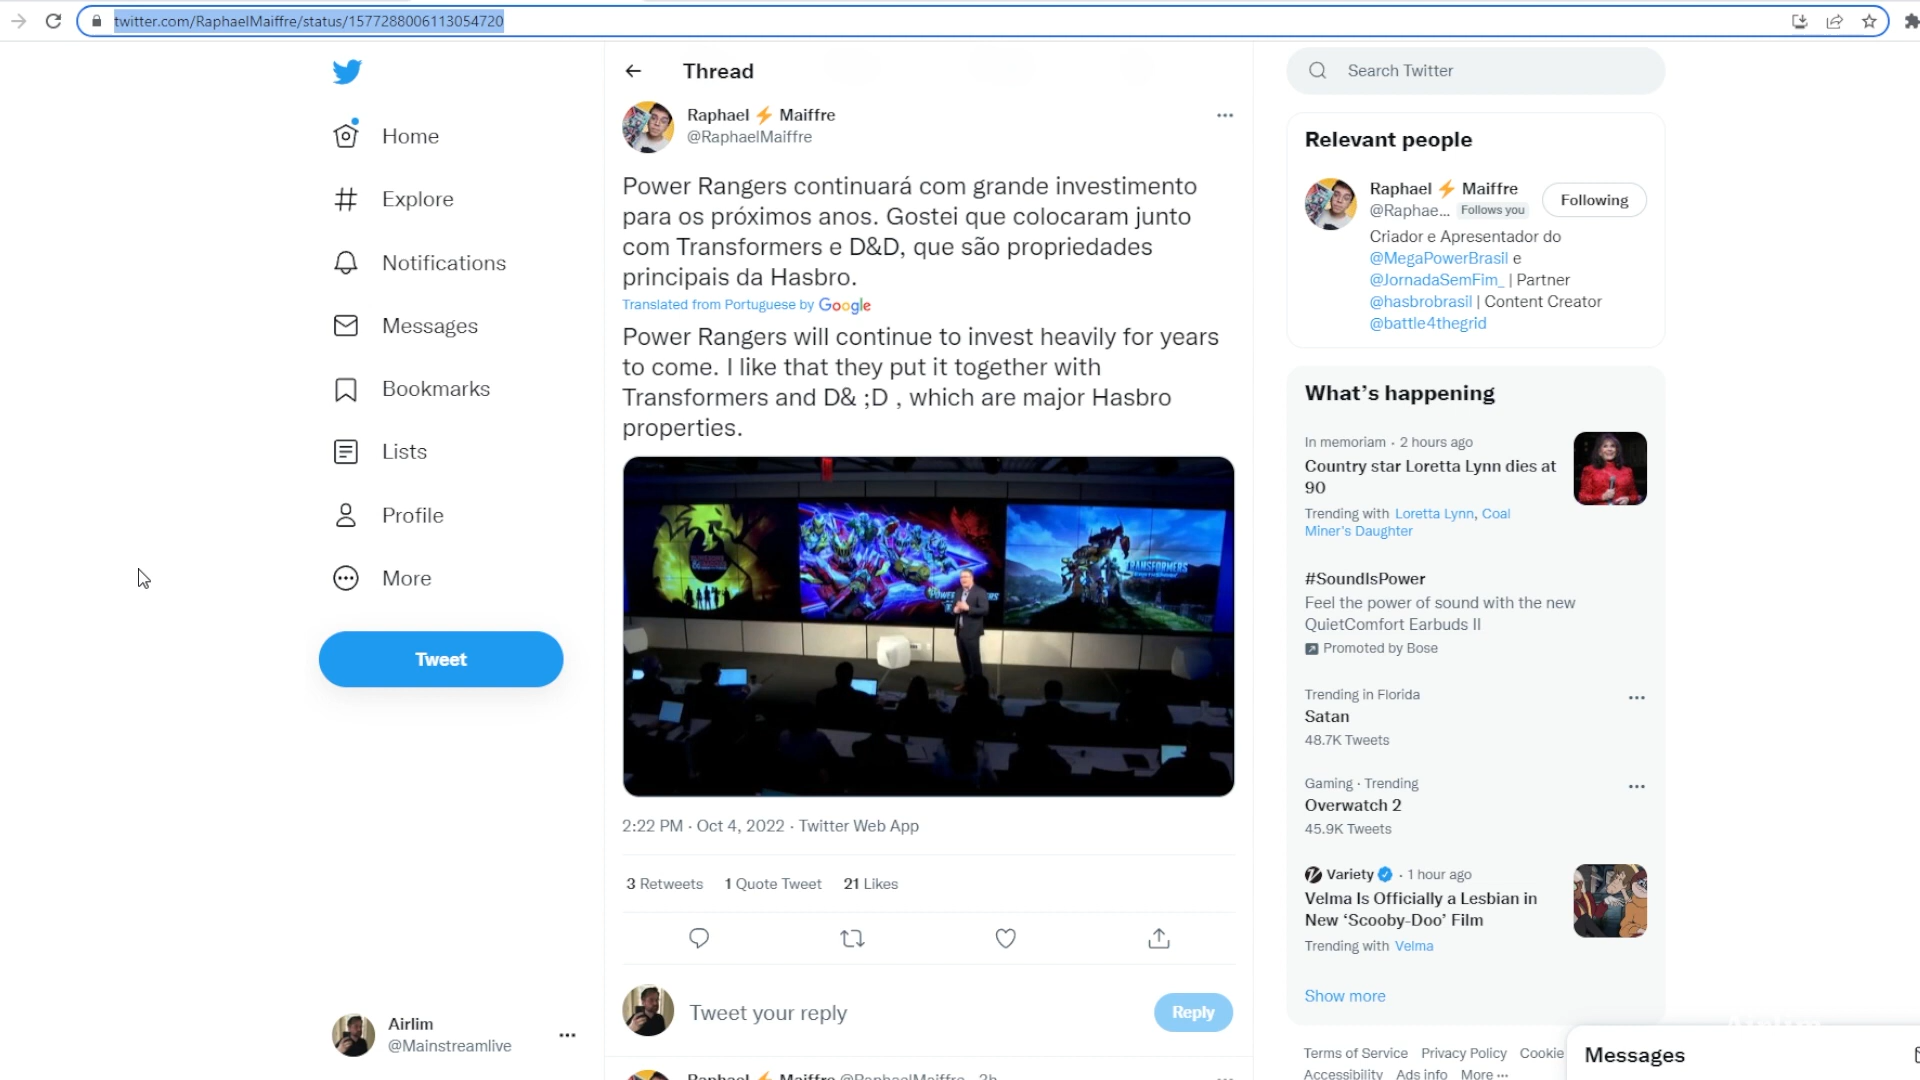 twitter.com/RaphaelMaiffre/status/1577288006113054720
Home
Explore
Notifications
Messages
Bookmarks
Lists
Profile
More
Tweet
Airlim
@Mainstreamlive
Thread
Raphael ⚡ Maiffre
@RaphaelMaiffre
Power Rangers continuará com grande investimento
para os próximos anos. Gostei que colocaram junto
com Transformers e D&D, que são propriedades
principais da Hasbro.
Translated from Portuguese by Google
Power Rangers will continue to invest heavily for years
to come. I like that they put it together with
Transformers and D& ;D , which are major Hasbro
properties.
TRANSFORMERS
2:22 PM · Oct 4, 2022 · Twitter Web App
3 Retweets 1 Quote Tweet 21 Likes
Tweet your reply
Reply
Raphael ⚡ Maiffre @RaphaelMaiffre
Search Twitter
Relevant people
Raphael ⚡ Maiffre
@Raphae... Follows you
Following
Criador e Apresentador do
@MegaPowerBrasil e
@JornadaSemFim_ | Partner
@hasbrobrasil | Content Creator
@battle4thegrid
What's happening
In memoriam · 2 hours ago
Country star Loretta Lynn dies at
90
Trending with Loretta Lynn, Coal
Miner's Daughter
#SoundIsPower
Feel the power of sound with the new
QuietComfort Earbuds II
Promoted by Bose
Trending in Florida
Satan
48.7K Tweets
Gaming · Trending
Overwatch 2
45.9K Tweets
Variety · 1 hour ago
Velma Is Officially a Lesbian in
New ‘Scooby-Doo’ Film
Trending with Velma
Show more
Terms of Service Privacy Policy Cookie
Accessibility Ads info More ···
Messages